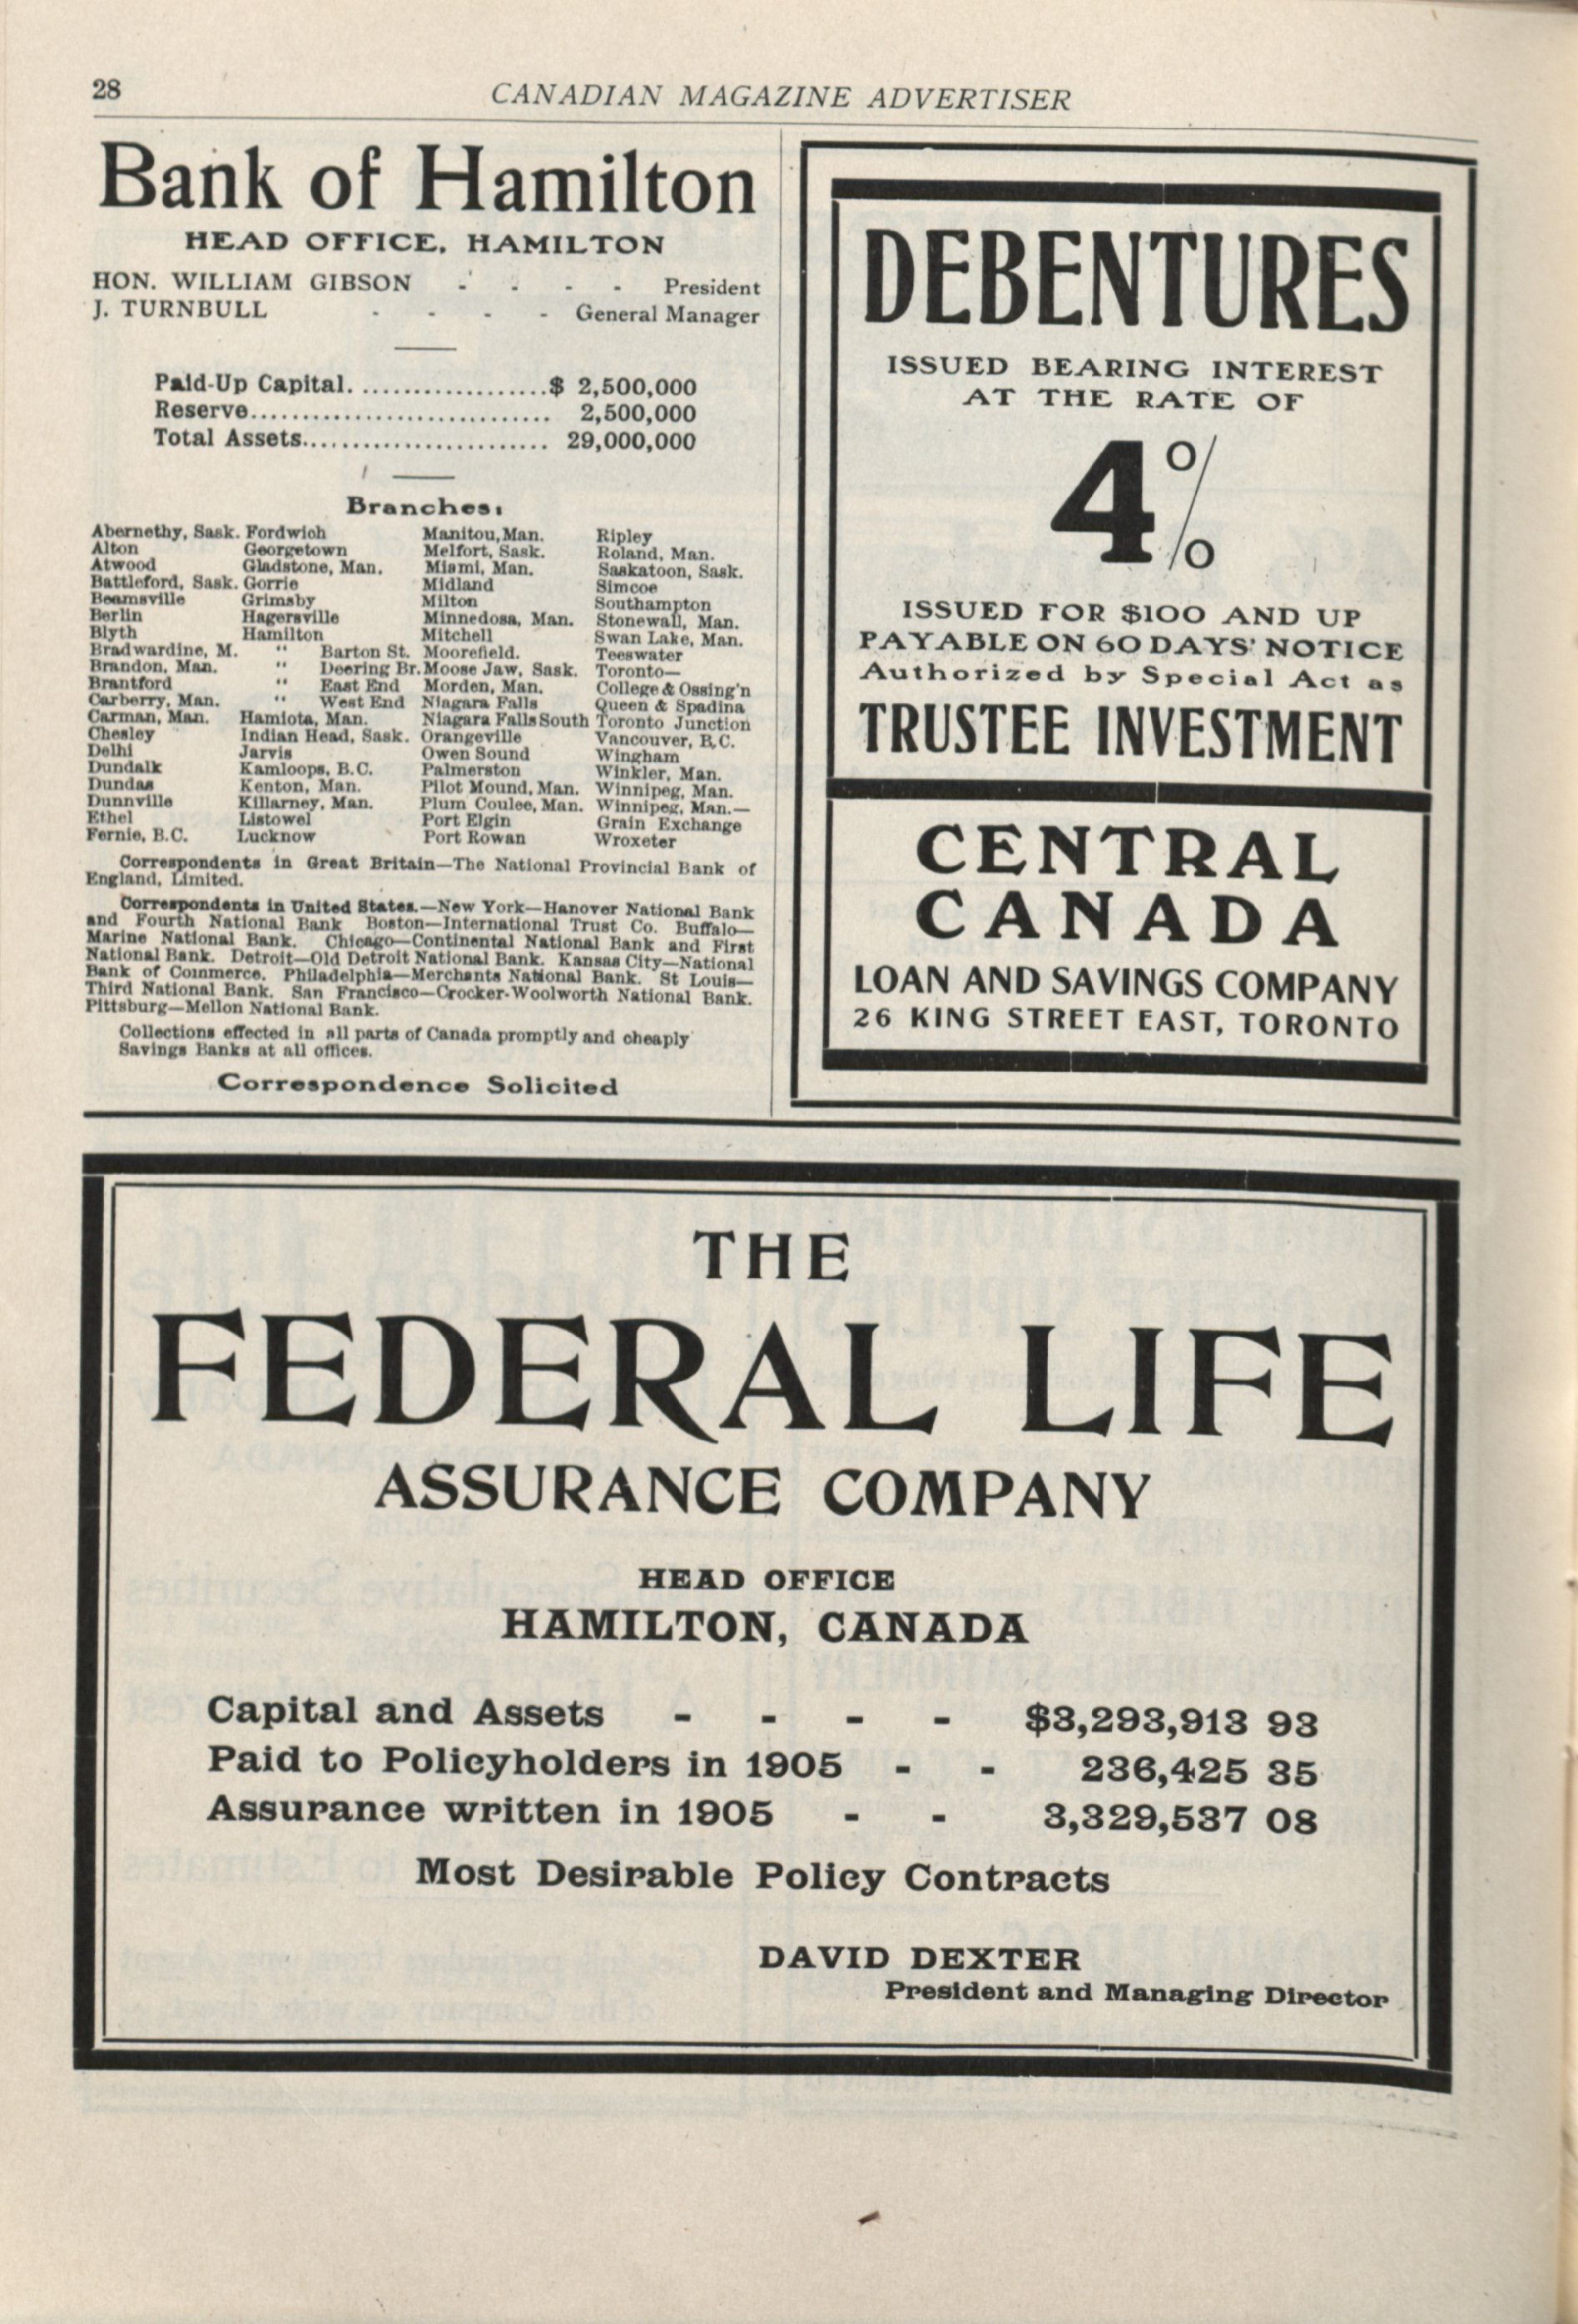 28
CANADIAN MAGAZINE ADVERTISER
Bank of Hamilton
HEAD OFFICE, HAMILTON
HON. WILLIAM GIBSON - - - - President
J. TURNBULL - - - - General Manager
Paid-Up Capital. ...................$ 2,500,000
Reserve............................. 2,500,000
Total Assets........................ 29,000,000
Branches:
Abernethy, Sask.
Alton
Atwood
Battleford, Sask.
Beamsville
Berlin
Blyth
Bradwardine, M.
Brandon, Man.
Brantford
Carberry, Man.
Carman, Man.
Chesley
Delhi
Dundalk
Dundas
Dunnville
Ethel
Fernie, B.C.
Fordwich
Georgetown
Gladstone, Man.
Gorrie
Grimsby
Hagersville
Hamilton
" Barton St.
" Deering Br.
" East End
" West End
Hamiota, Man.
Indian Head, Sask.
Jarvis
Kamloops, B.C.
Kenton, Man.
Killarney, Man.
Listowel
Lucknow
Manitou, Man.
Melfort, Sask.
Miami, Man.
Midland
Milton
Minnedosa, Man.
Mitchell
Moorefield.
Moose Jaw, Sask.
Morden, Man.
Niagara Falls
Niagara Falls South
Orangeville
Owen Sound
Palmerston
Pilot Mound, Man.
Plum Coulee, Man.
Port Elgin
Port Rowan
Ripley
Roland, Man.
Saskatoon, Sask.
Simcoe
Southampton
Stonewall, Man.
Swan Lake, Man.
Teeswater
Toronto—
College & Ossing'n
Queen & Spadina
Toronto Junction
Vancouver, B.C.
Wingham
Winkler, Man.
Winnipeg, Man.
Winnipeg, Man.—
Grain Exchange
Wroxeter
Correspondents in Great Britain—The National Provincial Bank of
England, Limited.
Correspondents in United States.—New York—Hanover National Bank
and Fourth National Bank Boston—International Trust Co. Buffalo—
Marine National Bank. Chicago—Continental National Bank and First
National Bank. Detroit—Old Detroit National Bank. Kansas City—National
Bank of Commerce. Philadelphia—Merchants National Bank. St Louis—
Third National Bank. San Francisco—Crocker-Woolworth National Bank.
Pittsburg—Mellon National Bank.
Collections effected in all parts of Canada promptly and cheaply
Savings Banks at all offices.
Correspondence Solicited
DEBENTURES
ISSUED BEARING INTEREST
AT THE RATE OF
4%
ISSUED FOR $100 AND UP
PAYABLE ON 60 DAYS' NOTICE
Authorized by Special Act as
TRUSTEE INVESTMENT
CENTRAL
CANADA
LOAN AND SAVINGS COMPANY
26 KING STREET EAST, TORONTO
THE
FEDERAL LIFE
ASSURANCE COMPANY
HEAD OFFICE
HAMILTON, CANADA
Capital and Assets - - - - $3,293,913 93
Paid to Policyholders in 1905 - - 236,425 35
Assurance written in 1905 - - 3,329,537 08
Most Desirable Policy Contracts
DAVID DEXTER
President and Managing Director